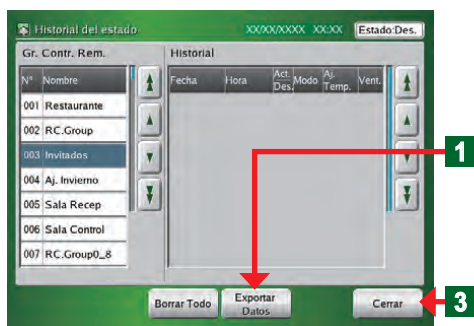 Historial del estado XX/XX/XXXX XX:XX Estado:Des.
Gr. Contr. Rem. Historial
Nº Nombre Fecha Hora Act. Des. Modo Aj. Temp. Vent.
001 Restaurante
002 RC.Group
003 Invitados
004 Aj. Invierno
005 Sala Recep
006 Sala Control
007 RC.Group0_8
1
Borrar Todo Exportar Datos Cerrar
3